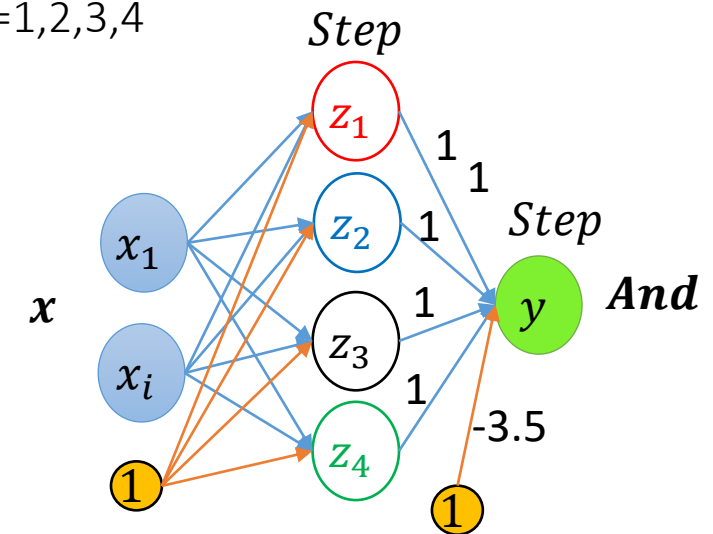 =1,2,3,4
Step
z₁
1
1
z₂
1
Step
x₁
x
y
And
z₃
1
xᵢ
1
-3.5
z₄
1
1